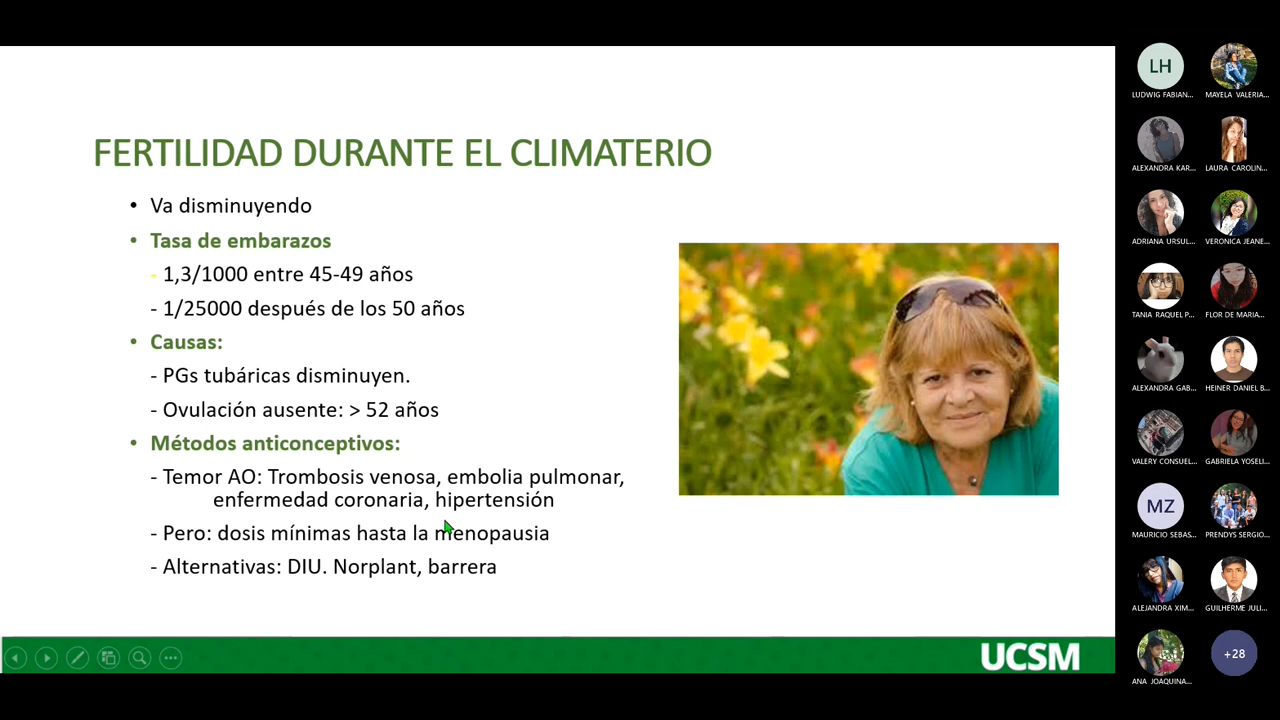 FERTILIDAD DURANTE EL CLIMATERIO
• Va disminuyendo
• Tasa de embarazos
- 1,3/1000 entre 45-49 años
- 1/25000 después de los 50 años
• Causas:
- PGs tubáricas disminuyen.
- Ovulación ausente: > 52 años
• Métodos anticonceptivos:
- Temor AO: Trombosis venosa, embolia pulmonar,
enfermedad coronaria, hipertensión
- Pero: dosis mínimas hasta la menopausia
- Alternativas: DIU. Norplant, barrera
UCSM
LH
LUDWIG FABIAN...
MAYELA VALERIA...
ALEXANDRA KAR...
LAURA CAROLIN...
ADRIANA URSUL...
VERONICA JEANE...
TANIA RAQUEL P...
FLOR DE MARIA...
ALEXANDRA GAB...
HEINER DANIEL B...
VALERY CONSUEL...
GABRIELA YOSELI...
MZ
MAURICIO SEBAS...
PRENDYS SERGIO...
ALEJANDRA XIM...
GUILHERME JULI...
ANA JOAQUINA...
+28